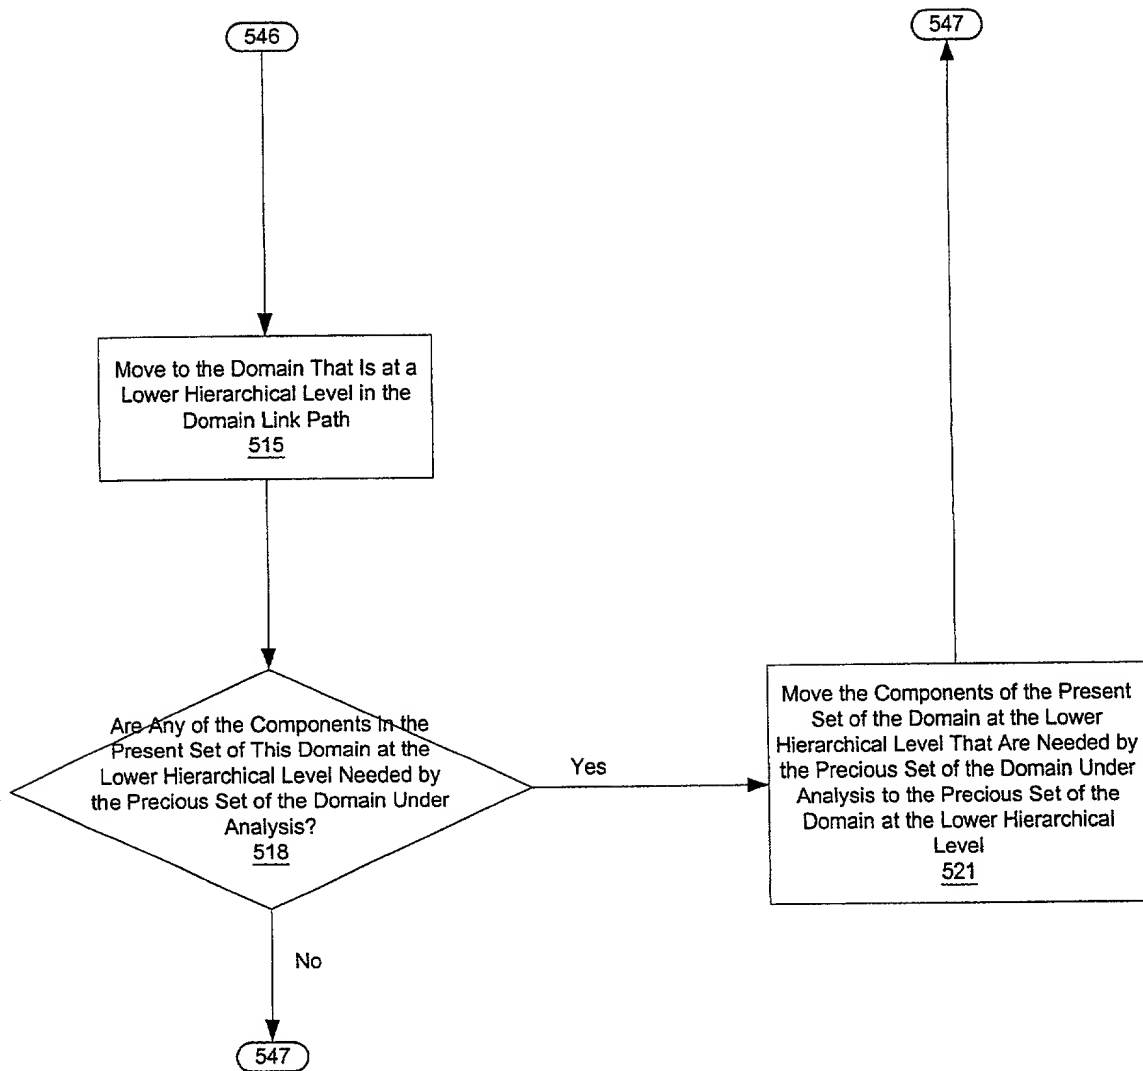 546
547
Move to the Domain That Is at a
Lower Hierarchical Level in the
Domain Link Path
515
Are Any of the Components in the
Present Set of This Domain at the
Lower Hierarchical Level Needed by
the Precious Set of the Domain Under
Analysis?
518
Yes
Move the Components of the Present
Set of the Domain at the Lower
Hierarchical Level That Are Needed by
the Precious Set of the Domain Under
Analysis to the Precious Set of the
Domain at the Lower Hierarchical
Level
521
No
547